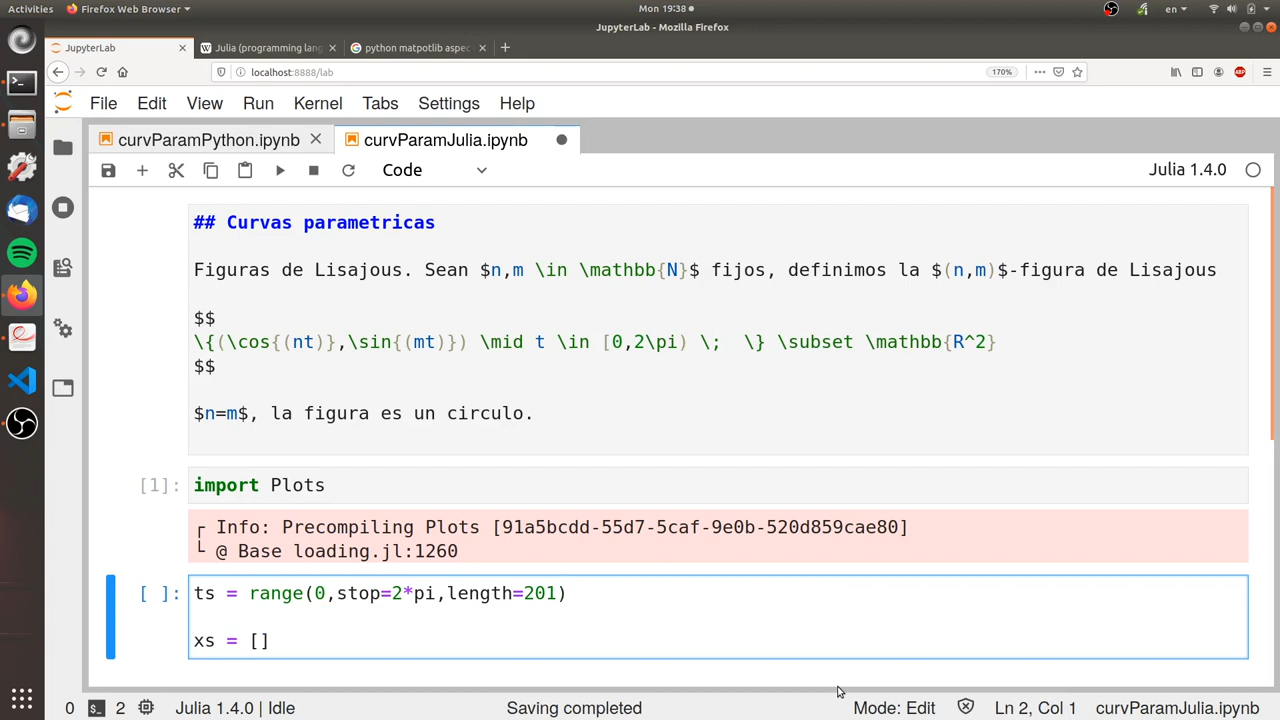 Activities Firefox Web Browser Mon 19:38 en
JupyterLab - Mozilla Firefox
JupyterLab Julia (programming lang python matpotlib aspec
localhost:8888/lab 170% ABP
File Edit View Run Kernel Tabs Settings Help
curvParamPython.ipynb curvParamJulia.ipynb
Code Julia 1.4.0
## Curvas parametricas
Figuras de Lisajous. Sean $n,m \in \mathbb{N}$ fijos, definimos la $(n,m)$-figura de Lisajous
$$
\{(\cos{(nt)},\sin{(mt)}) \mid t \in [0,2\pi) \; \} \subset \mathbb{R^2}
$$
$n=m$, la figura es un circulo.
[1]: import Plots
┌ Info: Precompiling Plots [91a5bcdd-55d7-5caf-9e0b-520d859cae80]
└ @ Base loading.jl:1260
[ ]: ts = range(0,stop=2*pi,length=201)
xs = []
0 2 Julia 1.4.0 | Idle Saving completed Mode: Edit Ln 2, Col 1 curvParamJulia.ipynb